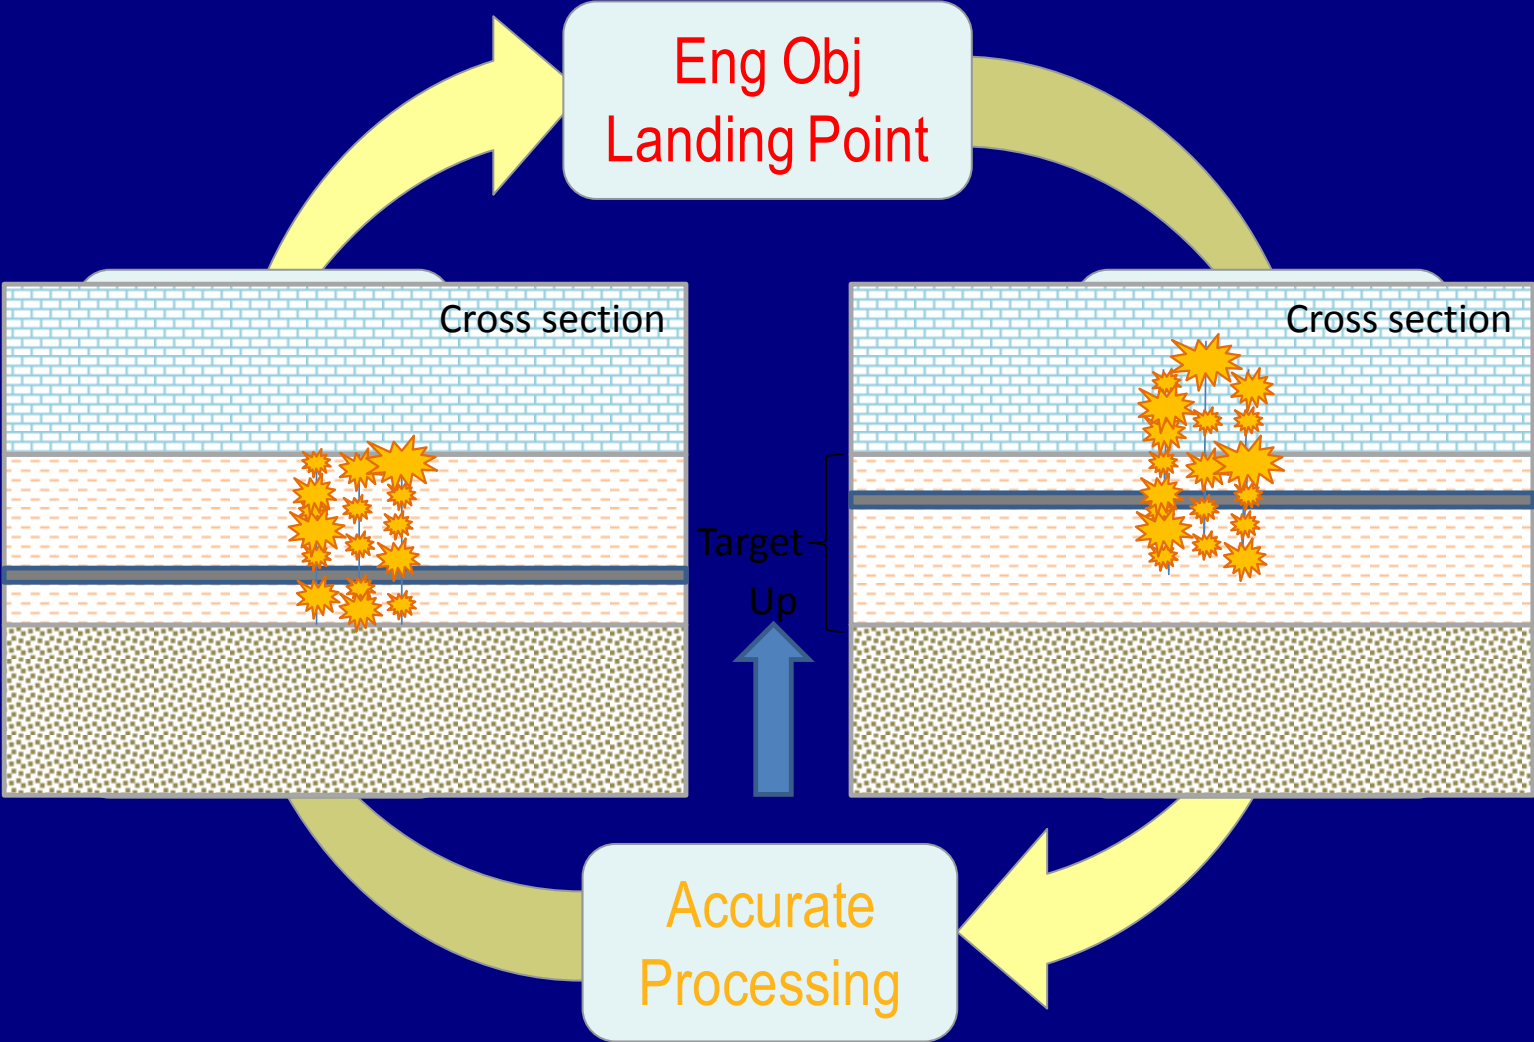 Eng Obj
Landing Point
Cross section
Cross section
Target
Up
Accurate
Processing